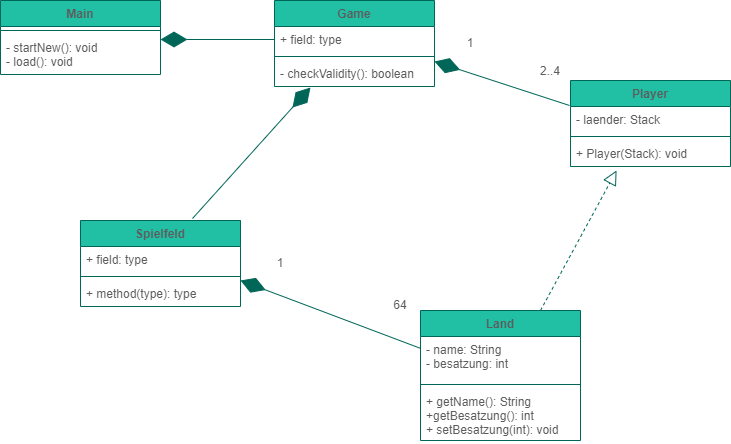 Main
- startNew(): void
- load(): void
Game
+ field: type
- checkValidity(): boolean
1
2..4
Player
- laender: Stack
+ Player(Stack): void
Spielfeld
+ field: type
+ method(type): type
1
64
Land
- name: String
- besatzung: int
+ getName(): String
+getBesatzung(): int
+ setBesatzung(int): void